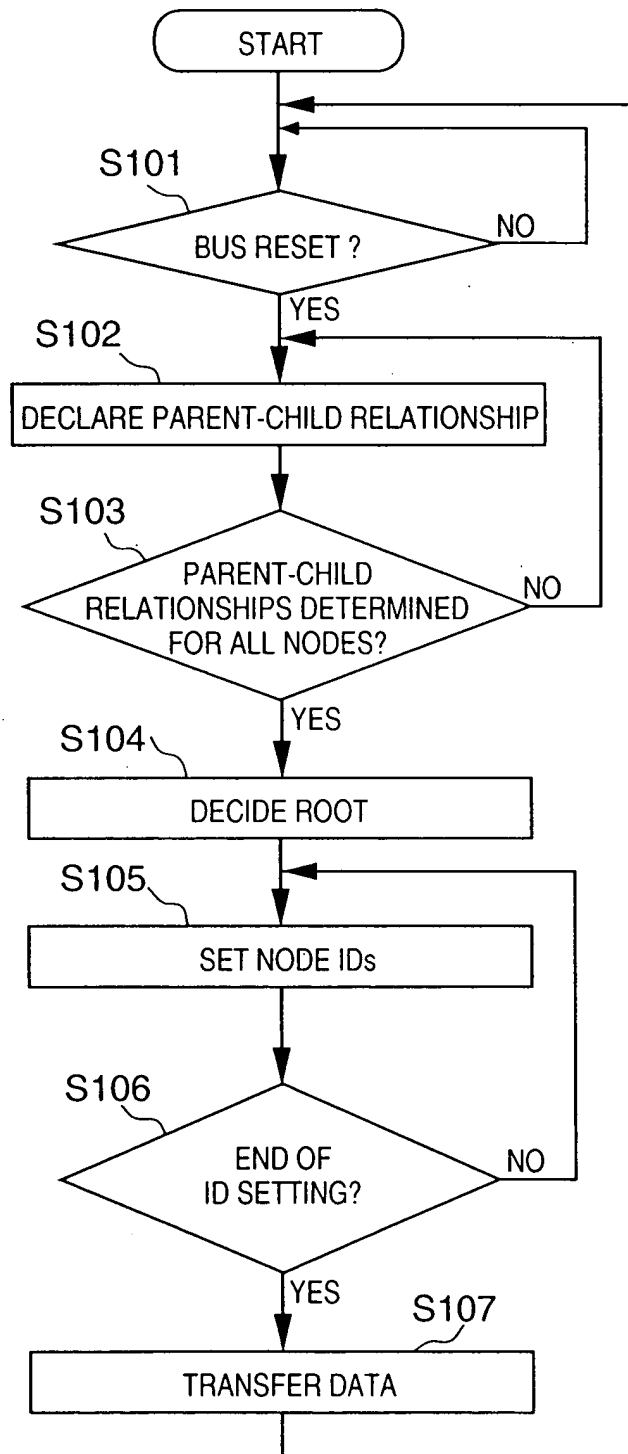 START
S101
BUS RESET ?
NO
YES
S102
DECLARE PARENT-CHILD RELATIONSHIP
S103
PARENT-CHILD
RELATIONSHIPS DETERMINED
FOR ALL NODES?
NO
YES
S104
DECIDE ROOT
S105
SET NODE IDs
S106
END OF
ID SETTING?
NO
YES
S107
TRANSFER DATA